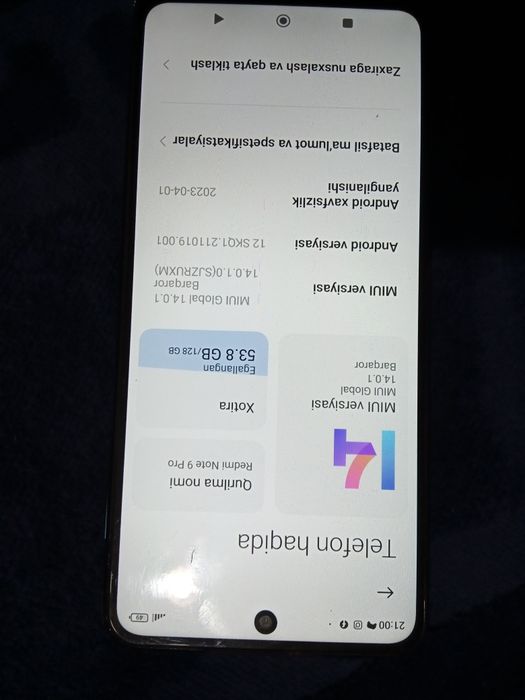 21:00
49
Telefon haqida
14
MIUI versiyasi
MIUI Global
14.0.1
Barqaror
Qurilma nomi
Redmi Note 9 Pro
Xotira
Egallangan
53.8 GB/128 GB
MIUI versiyasi
MIUI Global 14.0.1
Barqaror
14.0.1.0(SJZRUXM)
Android versiyasi
12 SKQ1.211019.001
Android xavfsizlik
yangilanishi
2023-04-01
Batafsil ma'lumot va spetsifikatsiyalar
Zaxiraga nusxalash va qayta tiklash